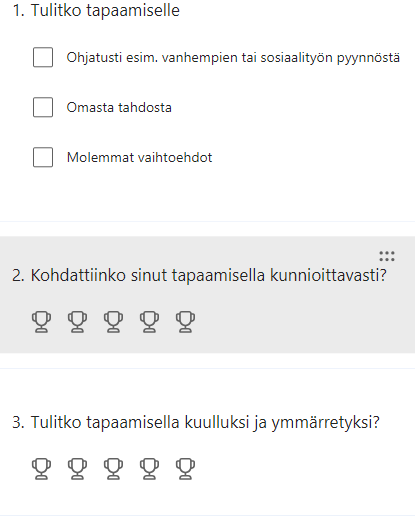 1. Tulitko tapaamiselle
Ohjatusti esim. vanhempien tai sosiaalityön pyynnöstä
Omasta tahdosta
Molemmat vaihtoehdot
2. Kohdattiinko sinut tapaamisella kunnioittavasti?
3. Tulitko tapaamisella kuulluksi ja ymmärretyksi?